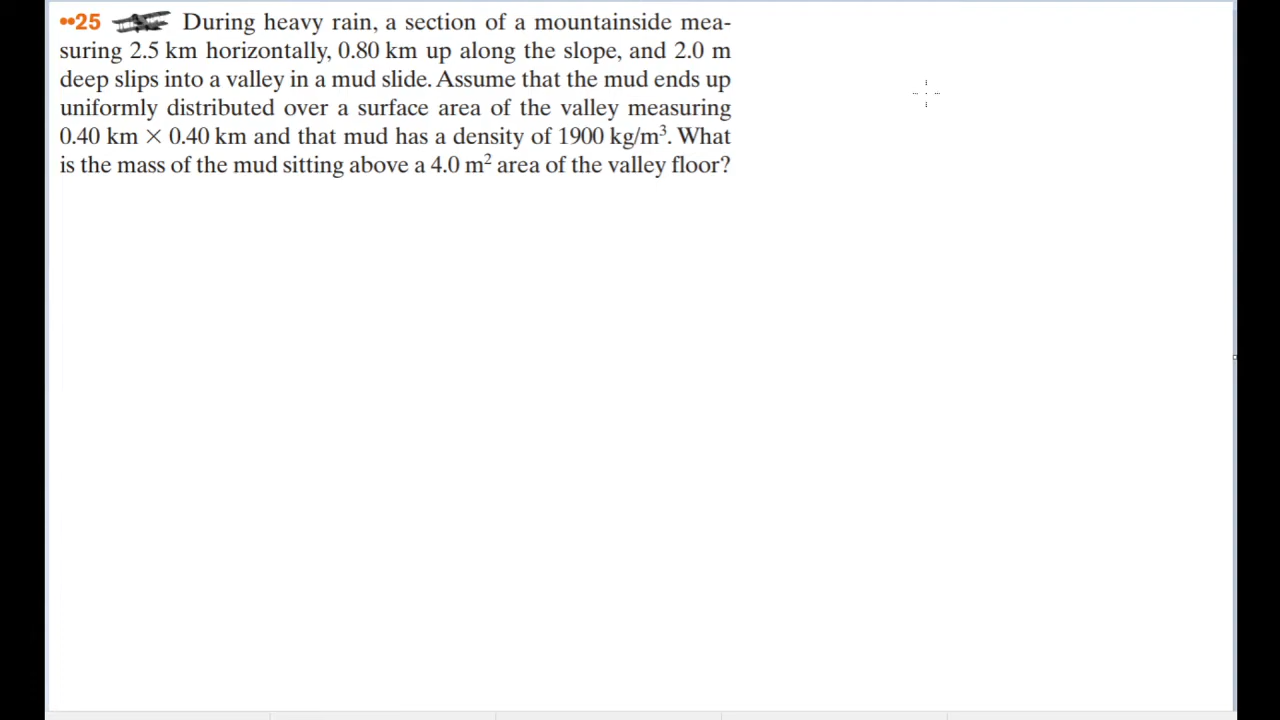 ••25 During heavy rain, a section of a mountainside mea-
suring 2.5 km horizontally, 0.80 km up along the slope, and 2.0 m
deep slips into a valley in a mud slide. Assume that the mud ends up
uniformly distributed over a surface area of the valley measuring
0.40 km × 0.40 km and that mud has a density of 1900 kg/m³. What
is the mass of the mud sitting above a 4.0 m² area of the valley floor?